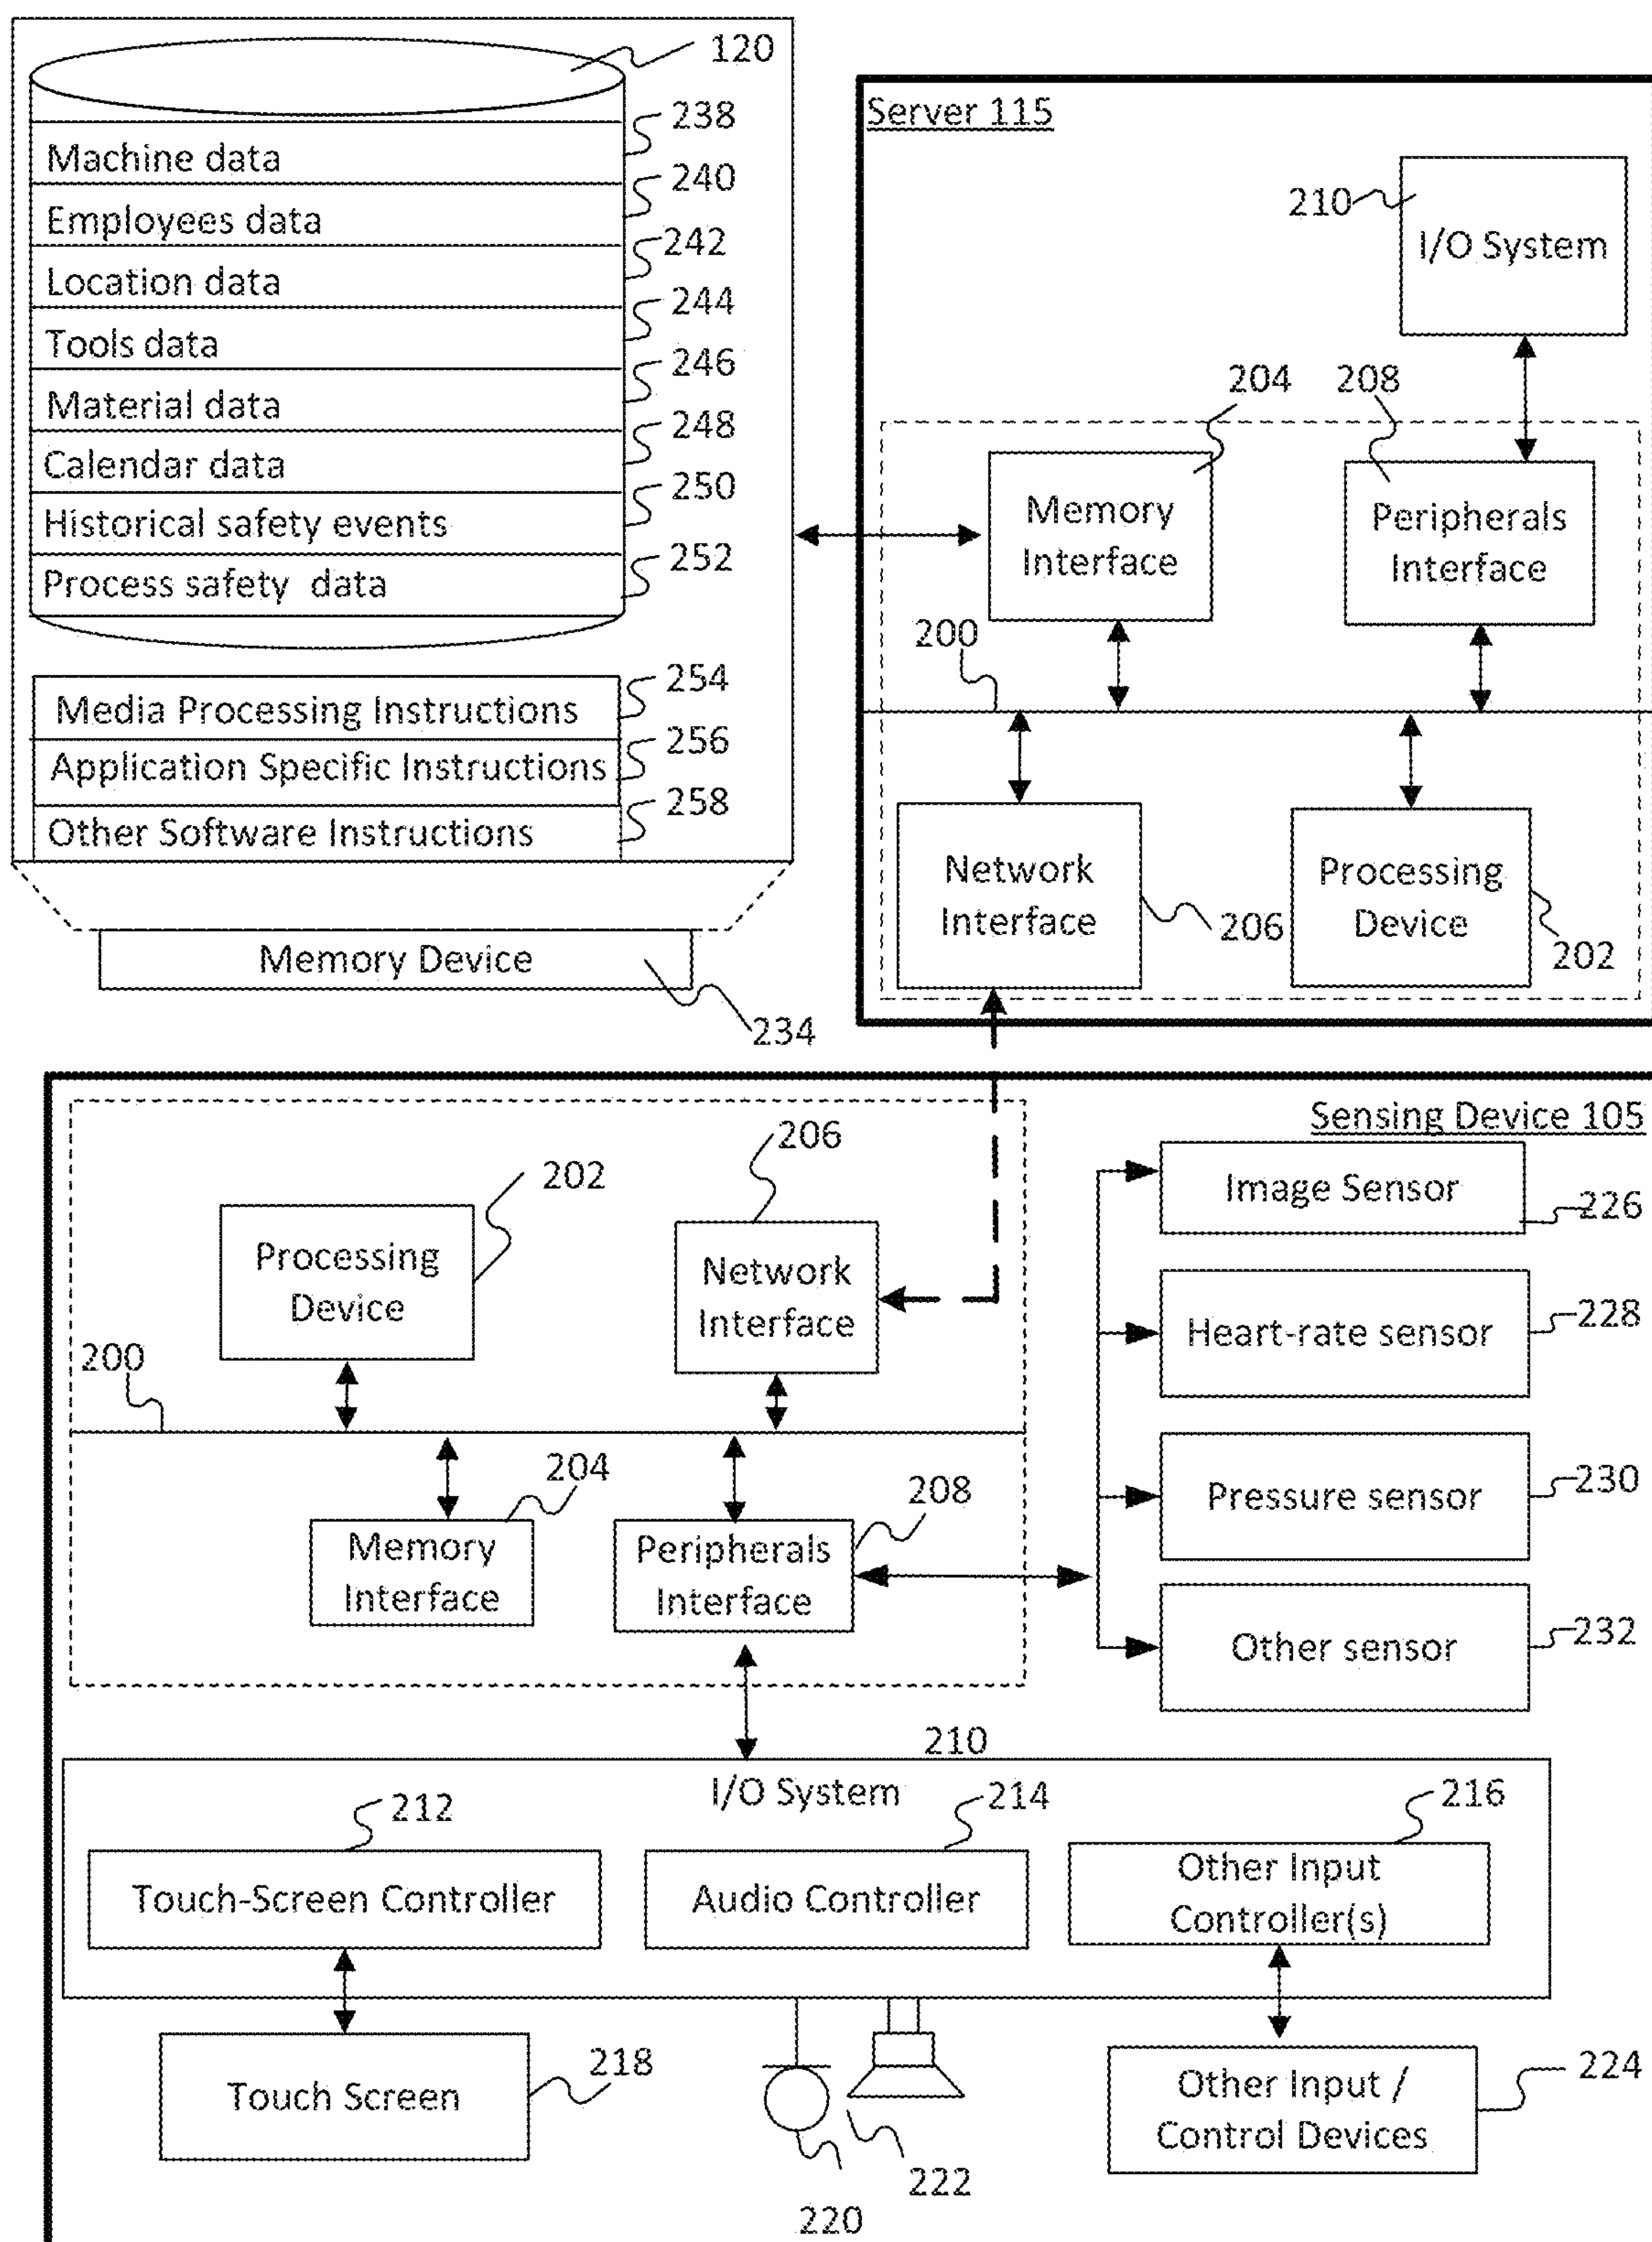 120
238
Machine data
240
Employees data
242
Location data
244
Tools data
246
Material data
248
Calendar data
250
Historical safety events
252
Process safety data
254
Media Processing Instructions
256
Application Specific Instructions
258
Other Software Instructions
Memory Device
234
Server 115
210
I/O System
204
208
Memory
Interface
Peripherals
Interface
200
Network
Interface
206
Processing
Device
202
Sensing Device 105
206
202
Processing
Device
Network
Interface
200
204
208
Memory
Interface
Peripherals
Interface
Image Sensor
226
Heart-rate sensor
228
Pressure sensor
230
Other sensor
232
210
I/O System
212
214
216
Touch-Screen Controller
Audio Controller
Other Input
Controller(s)
Touch Screen
218
220
222
Other Input /
Control Devices
224